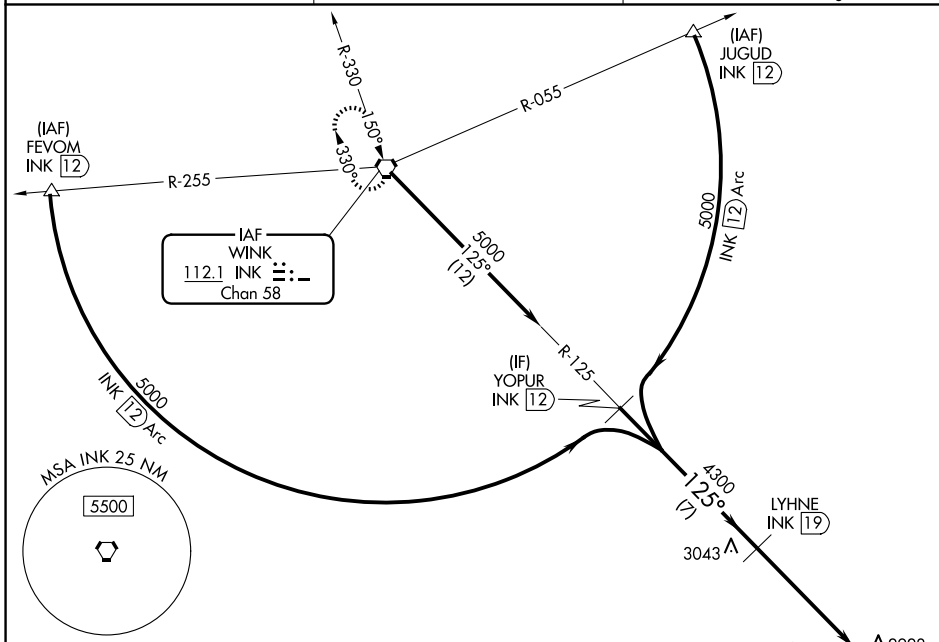 R-330
150°
330°
(IAF)
JUGUD
INK 12
R-055
(IAF)
FEVOM
INK 12
R-255
IAF
WINK
112.1 INK
Chan 58
5000
125°
(12)
5000
INK 12 Arc
R-125
(IF)
YOPUR
INK 12
5000
INK 12 Arc
MSA INK 25 NM
5500
4300
125°
(7)
LYHNE
INK 19
3043